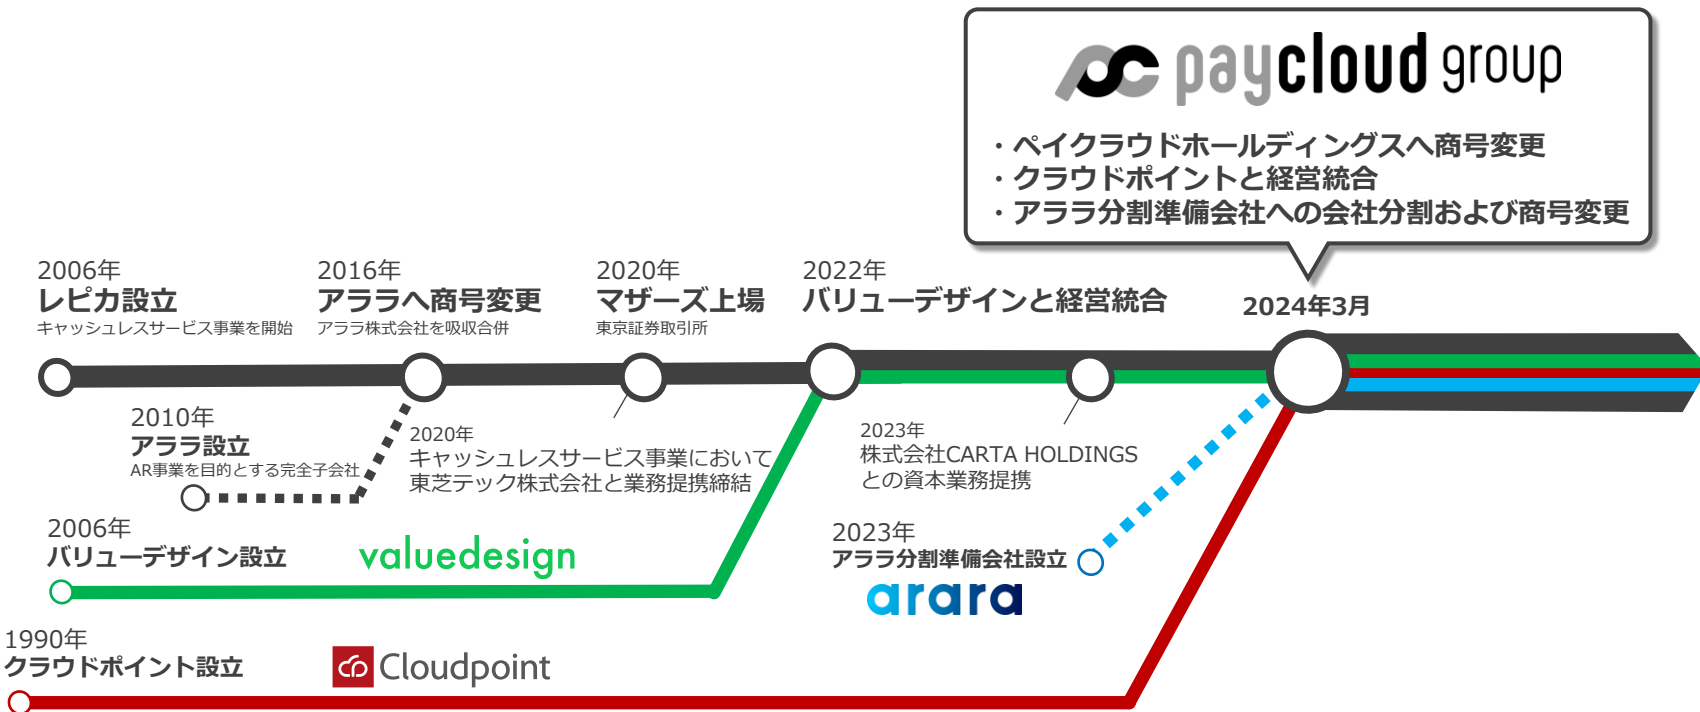 paycloud group
・ペイクラウドホールディングスへ商号変更
・クラウドポイントと経営統合
・アララ分割準備会社への会社分割および商号変更
2006年
レピカ設立
キャッシュレスサービス事業を開始
2016年
アララへ商号変更
アララ株式会社を吸収合併
2020年
マザーズ上場
東京証券取引所
2022年
バリューデザインと経営統合
2024年3月
2010年
アララ設立
AR事業を目的とする完全子会社
2020年
キャッシュレスサービス事業において
東芝テック株式会社と業務提携締結
2023年
株式会社CARTA HOLDINGS
との資本業務提携
2006年
バリューデザイン設立
valuedesign
2023年
アララ分割準備会社設立
arara
1990年
クラウドポイント設立
Cloudpoint